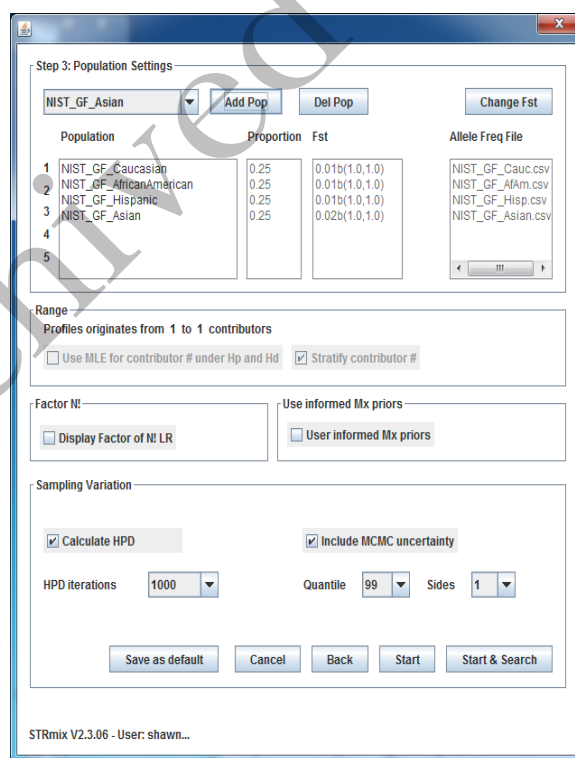 Step 3: Population Settings
NIST_GF_Asian Add Pop Del Pop Change Fst
Population Proportion Fst Allele Freq File
1 NIST_GF_Caucasian 0.25 0.01b(1.0,1.0) NIST_GF_Cauc.csv
2 NIST_GF_AfricanAmerican 0.25 0.01b(1.0,1.0) NIST_GF_AfAm.csv
3 NIST_GF_Hispanic 0.25 0.01b(1.0,1.0) NIST_GF_Hisp.csv
NIST_GF_Asian 0.25 0.02b(1.0,1.0) NIST_GF_Asian.csv
4
5
Range
Profiles originates from 1 to 1 contributors
Use MLE for contributor # under Hp and Hd Stratify contributor #
Factor N! Use informed Mx priors
Display Factor of N! LR User informed Mx priors
Sampling Variation
Calculate HPD Include MCMC uncertainty
HPD iterations 1000 Quantile 99 Sides 1
Save as default Cancel Back Start Start & Search
STRmix V2.3.06 - User: shawn...
chived